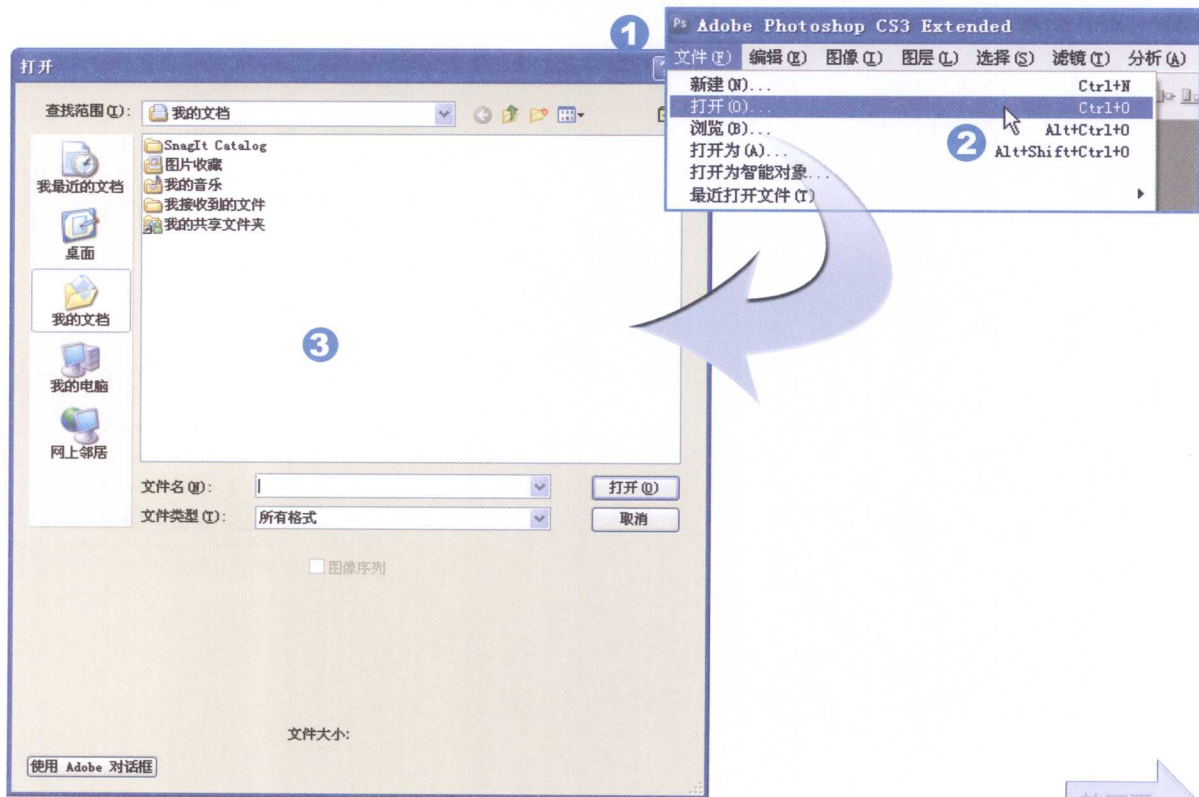 1
Ps Adobe Photoshop CS3 Extended
文件(F) 编辑(E) 图像(I) 图层(L) 选择(S) 滤镜(T) 分析(A)
新建(N)... Ctrl+N
打开(O)... Ctrl+O
浏览(B)... Alt+Ctrl+O
打开为(A)... Alt+Shift+Ctrl+O
打开为智能对象...
最近打开文件(T)
2
打开
查找范围(I): 我的文档
我最近的文档
桌面
我的文档
我的电脑
网上邻居
SnagIt Catalog
图片收藏
我的音乐
我接收到的文件
我的共享文件夹
3
文件名(N): 打开(O)
文件类型(T): 所有格式 取消
图像序列
文件大小:
使用 Adobe 对话框